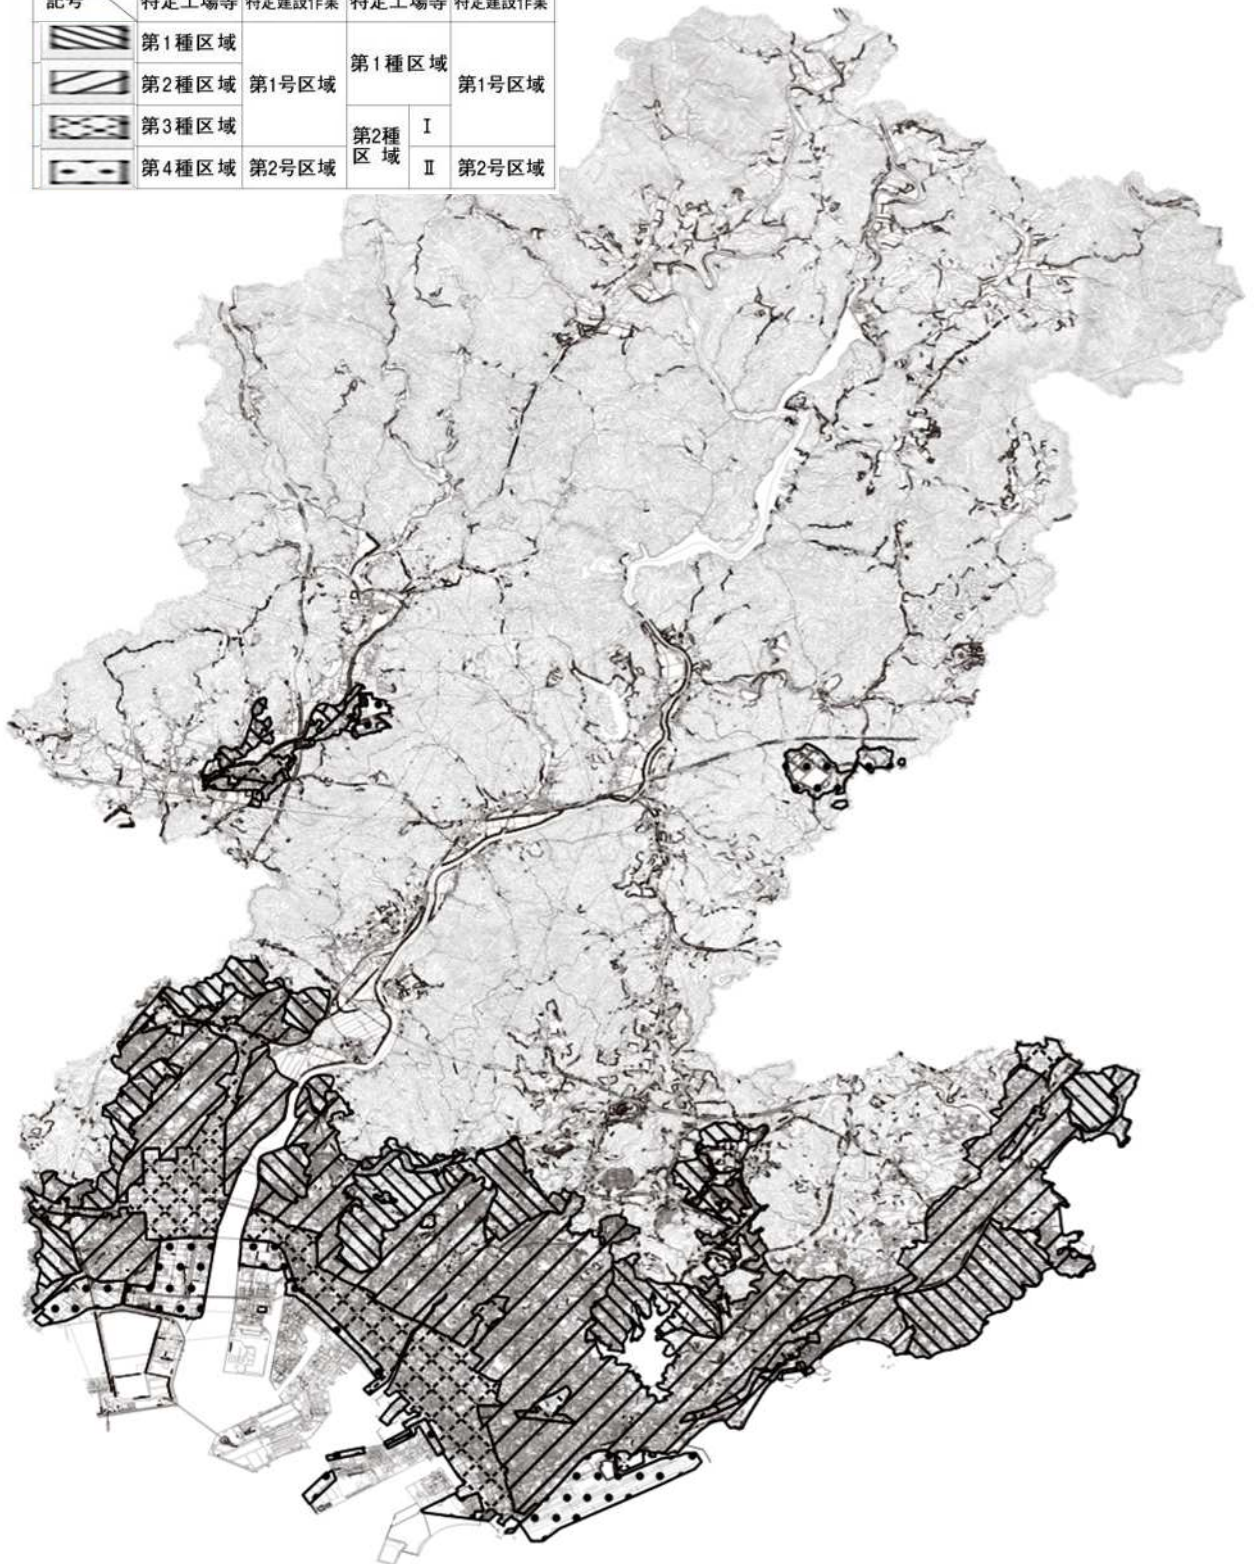 記号 特定工場等 特定建設作業 特定工場等 特定建設作業
第1種区域
第1種区域
第2種区域 第1号区域 第1号区域
第3種区域 第2種区域 Ⅰ
第4種区域 第2号区域 Ⅱ 第2号区域